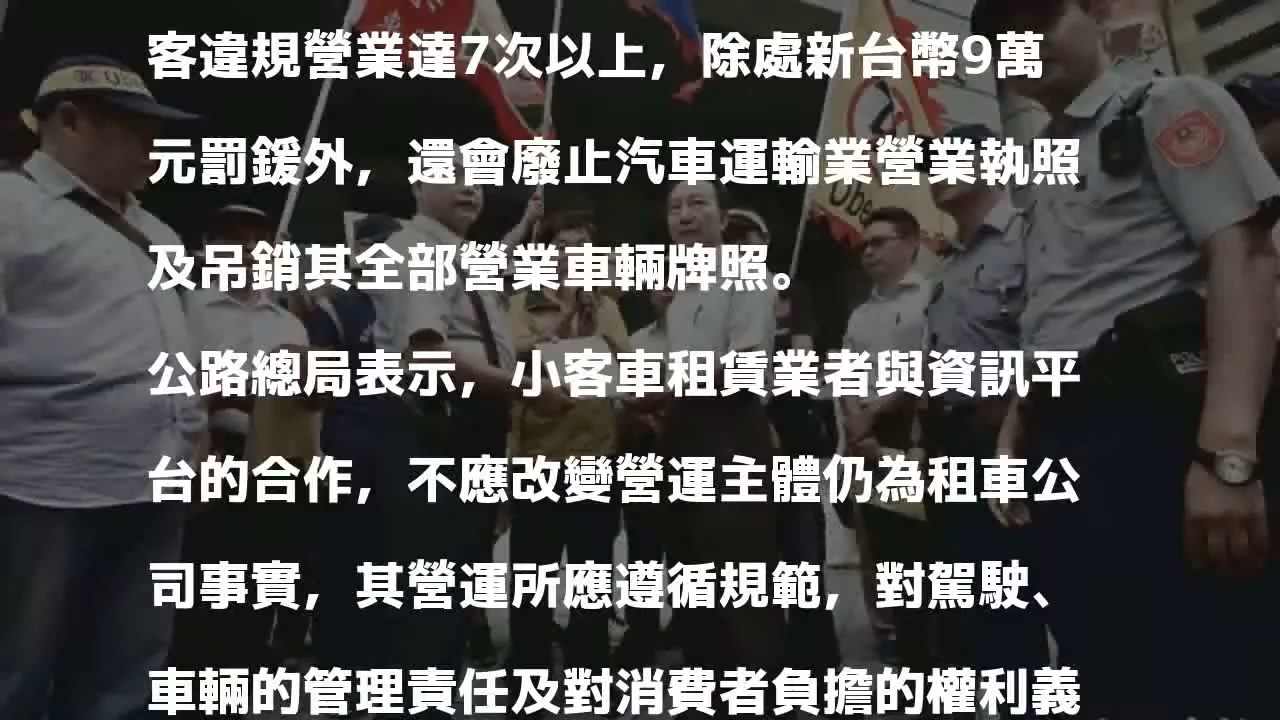 客違規營業達7次以上，除處新台幣9萬
元罰鍰外，還會廢止汽車運輸業營業執照
及吊銷其全部營業車輛牌照。
公路總局表示，小客車租賃業者與資訊平
台的合作，不應改變營運主體仍為租車公
司事實，其營運所應遵循規範，對駕駛、
車輛的管理責任及對消費者負擔的權利義
Ube
POLI